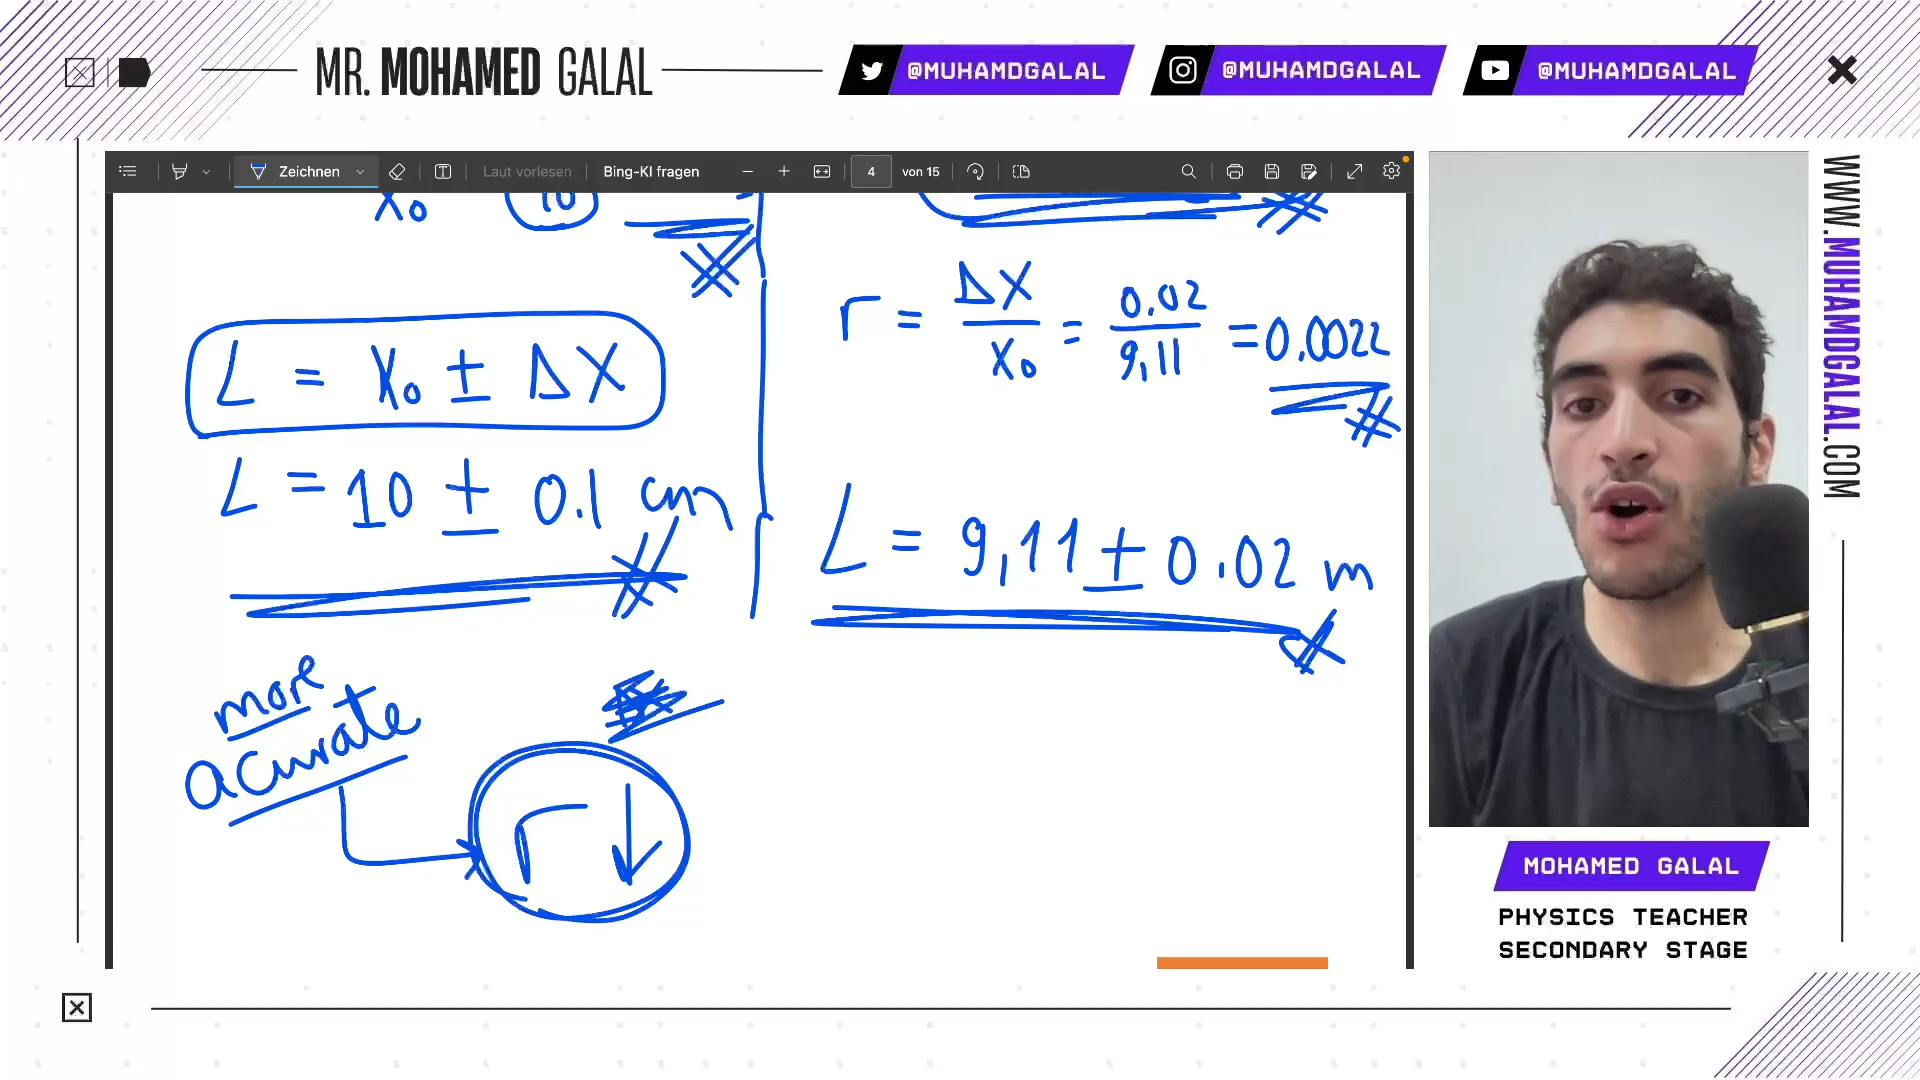 MR. MOHAMED GALAL
@MUHAMDGALAL
@MUHAMDGALAL
@MUHAMDGALAL
Zeichnen
Laut vorlesen
Bing-KI fragen
4 von 15
X₀ 10
L = X₀ ± ΔX
L = 10 ± 0.1 cm
more
acurate
r ↓
r = ΔX / X₀ = 0.02 / 9,11 = 0.0022
L = 9,11 ± 0.02 m
WWW.MUHAMDGALAL.COM
MOHAMED GALAL
PHYSICS TEACHER
SECONDARY STAGE